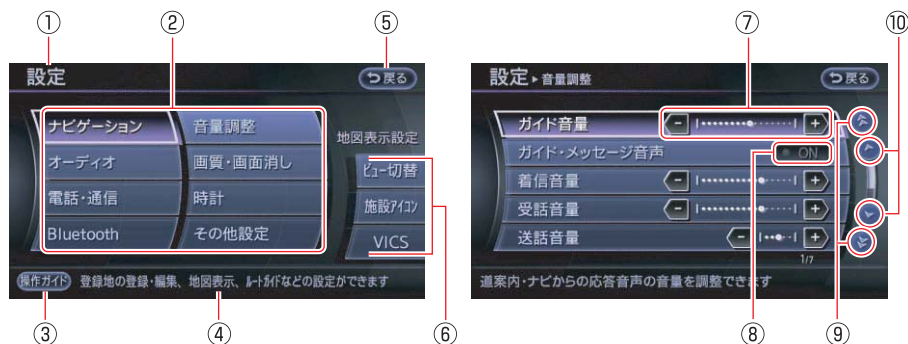 ① ② ⑤ ⑦ ⑩
設定
戻る
ナビゲーション 音量調整
オーディオ 画質・画面消し
電話・通信 時計
Bluetooth その他設定
地図表示設定
ビュー切替
施設アイコン
VICS
操作ガイド 登録地の登録・編集、地図表示、ルートガイドなどの設定ができます
③ ④ ⑥
設定▶音量調整
戻る
ガイド音量 - +
ガイド・メッセージ音声 ON
着信音量 - +
受話音量 - +
送話音量 - +
1/7
道案内・ナビからの応答音声の音量を調整できます
⑧ ⑨